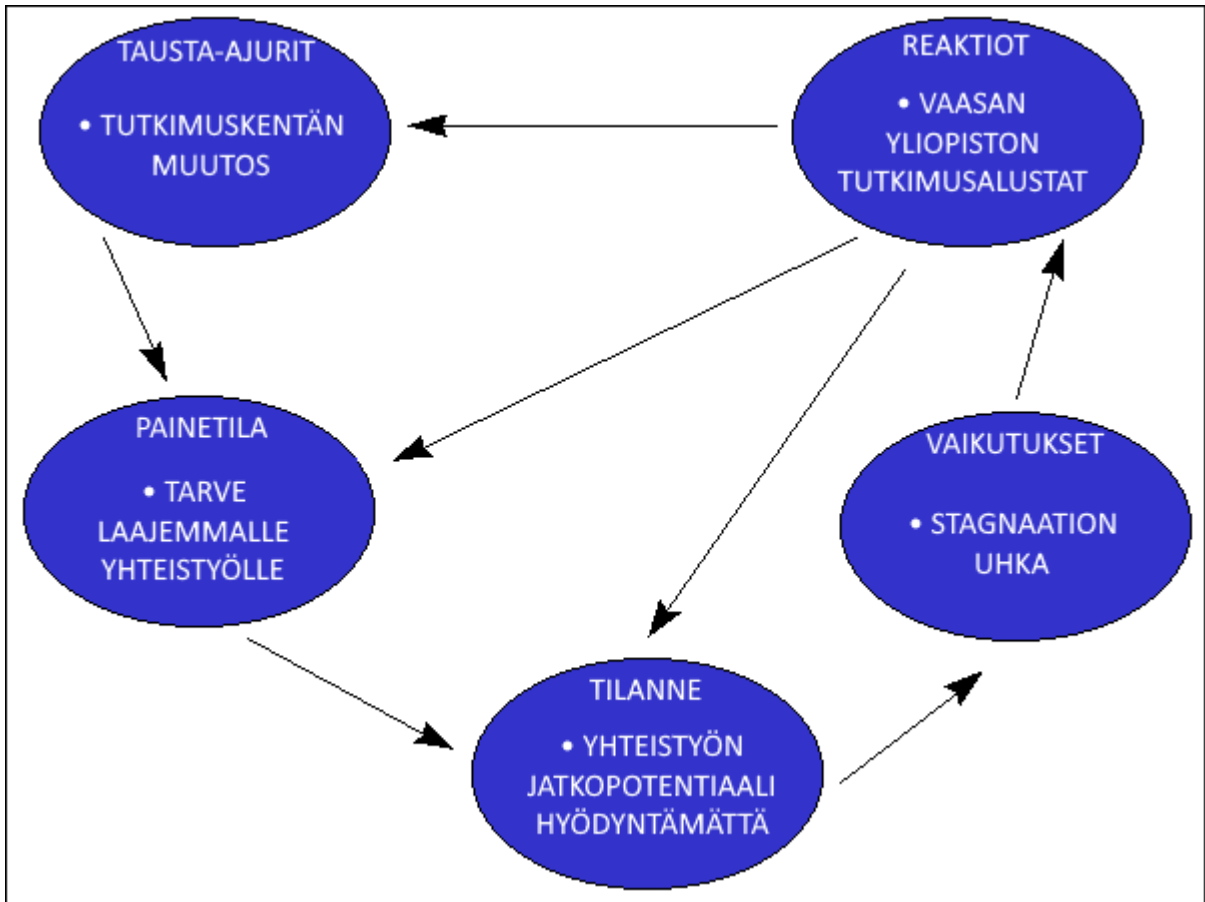 TAUSTA-AJURIT
• TUTKIMUSKENTÄN
MUUTOS
REAKTIOT
• VAASAN
YLIOPISTON
TUTKIMUSALUSTAT
PAINETILA
• TARVE
LAAJEMMALLE
YHTEISTYÖLLE
VAIKUTUKSET
• STAGNAATION
UHKA
TILANNE
• YHTEISTYÖN
JATKOPOTENTIAALI
HYÖDYNTÄMÄTTÄ